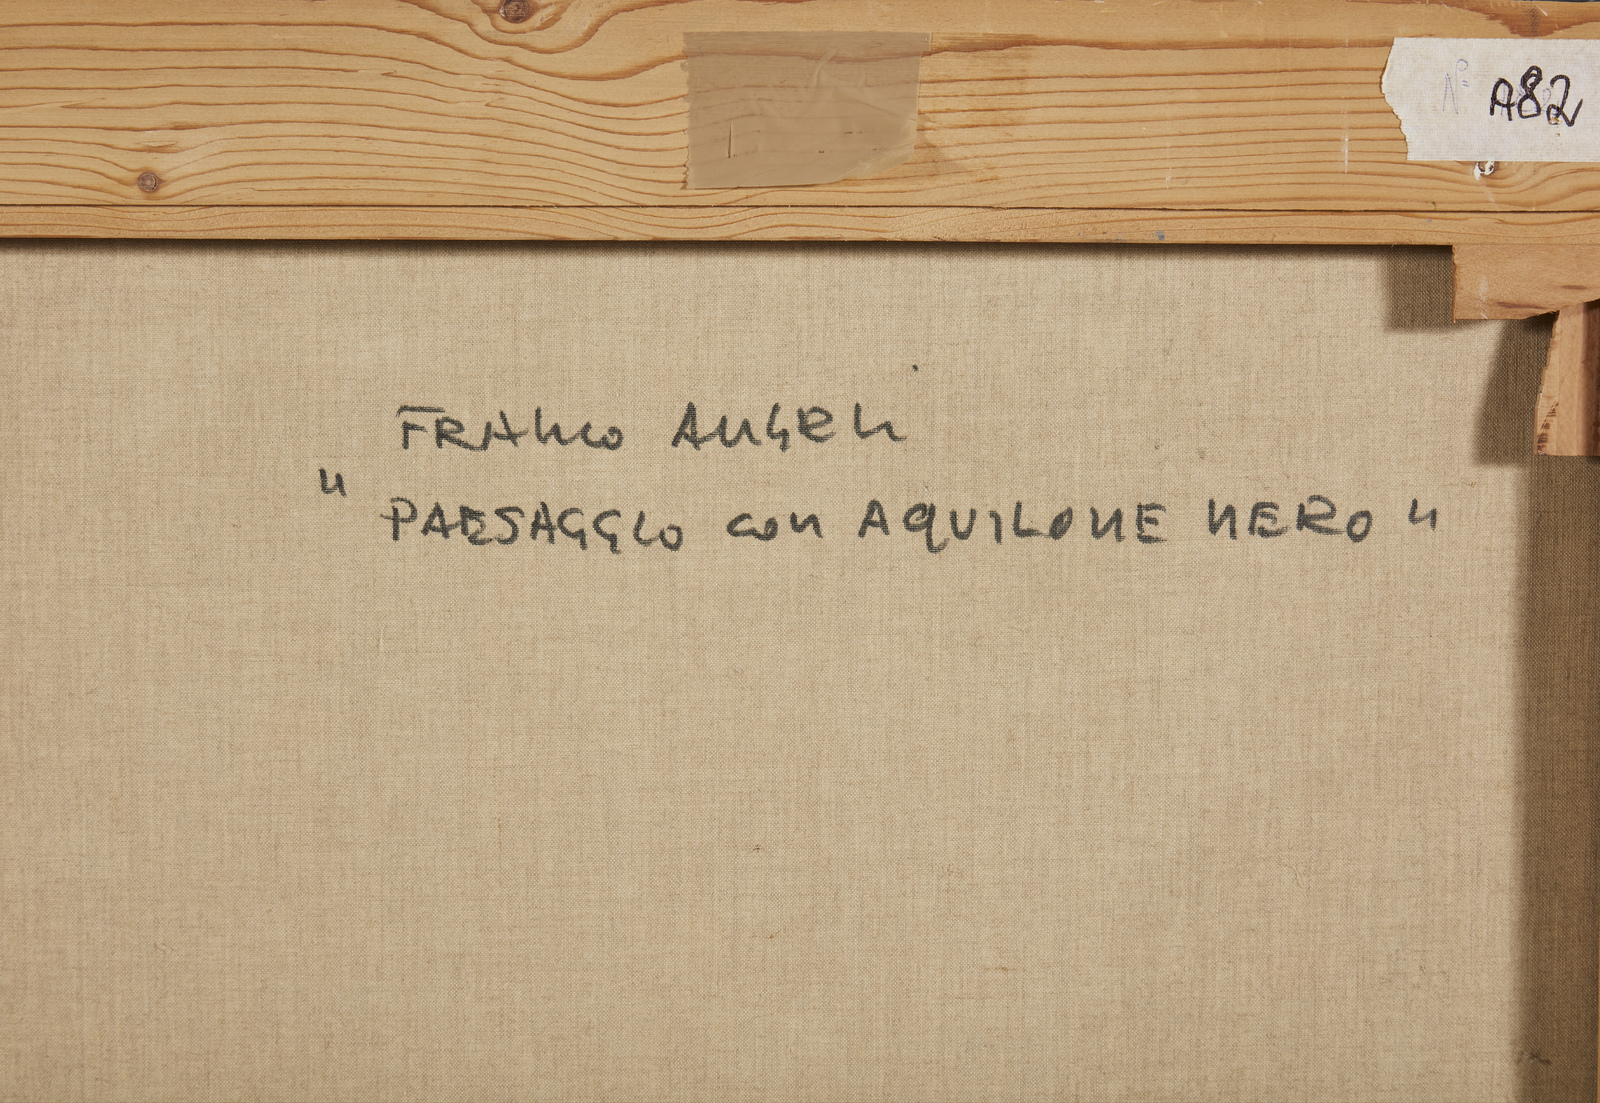 N° A82
FRANCO ANGELI
"PAESAGGIO con AQUILONE NERO"